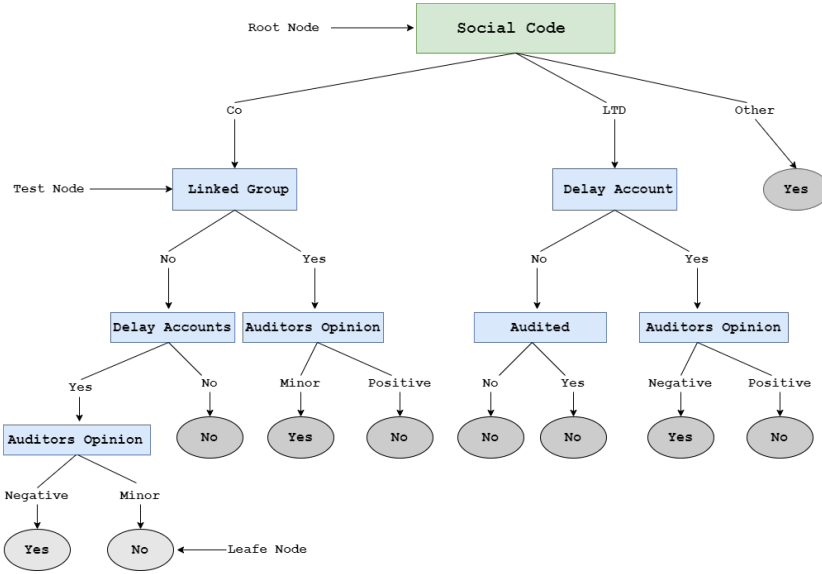 Root Node
Social Code
Co
LTD
Other
Test Node
Linked Group
Delay Account
Yes
No
Yes
No
Yes
Delay Accounts
Auditors Opinion
Audited
Auditors Opinion
Yes
No
Minor
Positive
No
Yes
Negative
Positive
Auditors Opinion
No
Yes
No
No
No
Yes
No
Negative
Minor
Yes
No
Leafe Node